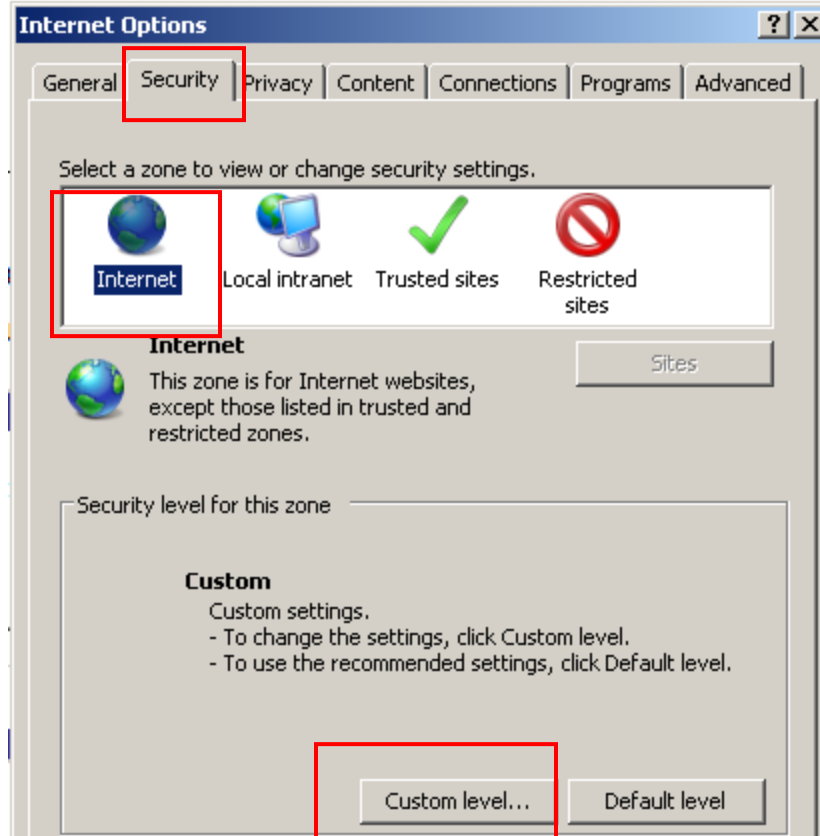 Internet Options
General Security Privacy Content Connections Programs Advanced
Select a zone to view or change security settings.
Internet Local intranet Trusted sites Restricted
sites
Internet
Sites
This zone is for Internet websites,
except those listed in trusted and
restricted zones.
Security level for this zone
Custom
Custom settings.
- To change the settings, click Custom level.
- To use the recommended settings, click Default level.
Custom level... Default level